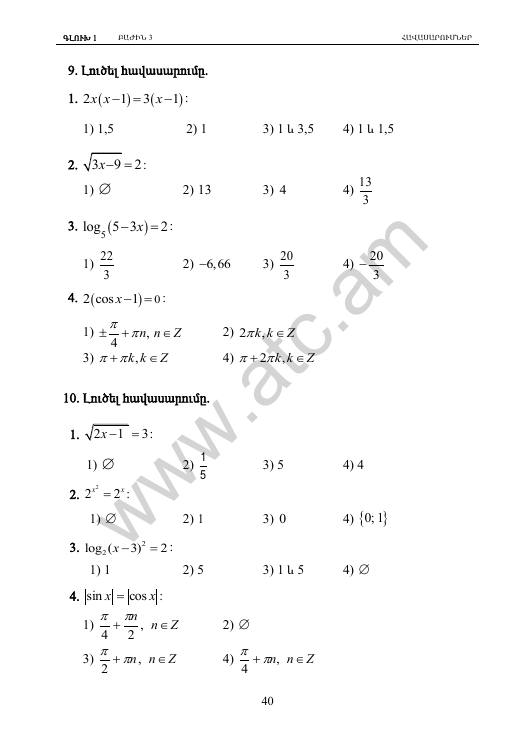 ԳԼՈՒԽ 1 ԲԱԺԻՆ 3 ՀԱՎԱՍԱՐՈՒՄՆԵՐ
9. Լուծել հավասարումը.
1. 2x(x−1)=3(x−1):
1) 1,5 2) 1 3) 1 և 3,5 4) 1 և 1,5
2. √(3x−9) = 2:
1) ∅ 2) 13 3) 4 4) 13/3
3. log₅(5−3x)=2:
1) 22/3 2) −6,66 3) 20/3 4) −20/3
4. 2(cos x−1)=0:
1) ±π/4+πn, n∈Z 2) 2πk,k∈Z
3) π+πk,k∈Z 4) π+2πk,k∈Z
10. Լուծել հավասարումը.
1. √(2x−1) = 3:
1) ∅ 2) 1/5 3) 5 4) 4
2. 2^(x²) = 2^x:
1) ∅ 2) 1 3) 0 4) {0;1}
3. log₂(x−3)² = 2:
1) 1 2) 5 3) 1 և 5 4) ∅
4. |sin x| = |cos x|:
1) π/4+πn/2, n∈Z 2) ∅
3) π/2+πn, n∈Z 4) π/4+πn, n∈Z
40
www.atc.am